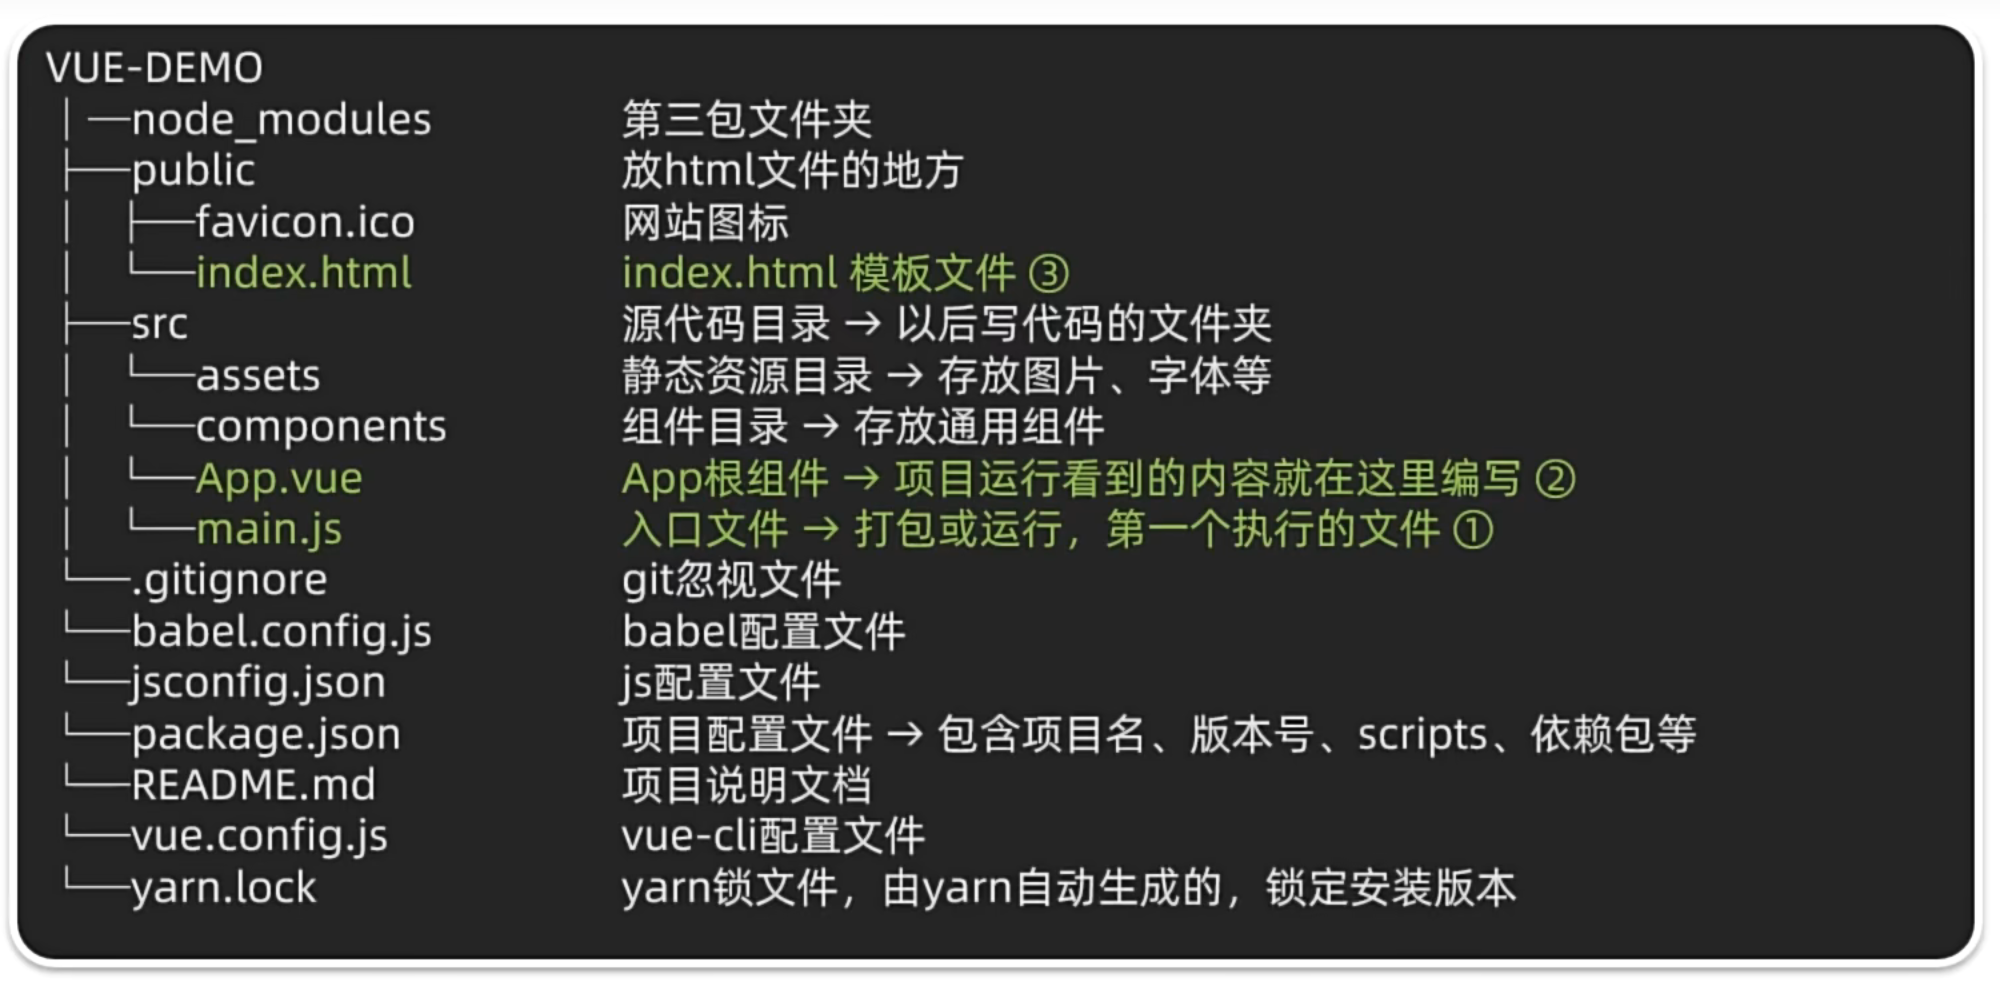 VUE-DEMO
│ ─node_modules 第三包文件夹
├──public 放html文件的地方
│ ├──favicon.ico 网站图标
│ └──index.html index.html 模板文件 ③
├──src 源代码目录 → 以后写代码的文件夹
│ └──assets 静态资源目录 → 存放图片、字体等
│ └──components 组件目录 → 存放通用组件
│ └──App.vue App根组件 → 项目运行看到的内容就在这里编写 ②
│ └──main.js 入口文件 → 打包或运行，第一个执行的文件 ①
└──.gitignore git忽视文件
└──babel.config.js babel配置文件
└──jsconfig.json js配置文件
└──package.json 项目配置文件 → 包含项目名、版本号、scripts、依赖包等
└──README.md 项目说明文档
└──vue.config.js vue-cli配置文件
└──yarn.lock yarn锁文件，由yarn自动生成的，锁定安装版本